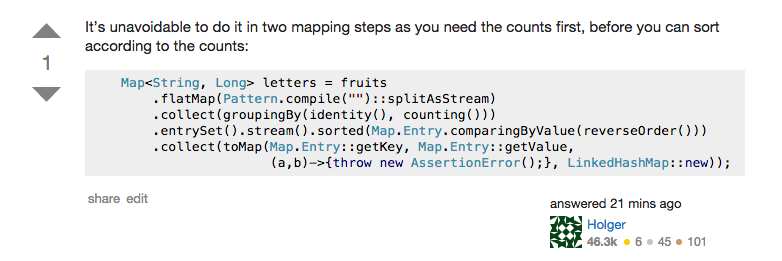 It's unavoidable to do it in two mapping steps as you need the counts first, before you can sort
according to the counts:
1
Map<String, Long> letters = fruits
    .flatMap(Pattern.compile("")::splitAsStream)
    .collect(groupingBy(identity(), counting()))
    .entrySet().stream().sorted(Map.Entry.comparingByValue(reverseOrder()))
    .collect(toMap(Map.Entry::getKey, Map.Entry::getValue,
                   (a,b)->{throw new AssertionError();}, LinkedHashMap::new));
share edit
answered 21 mins ago
Holger
46.3k 6 45 101